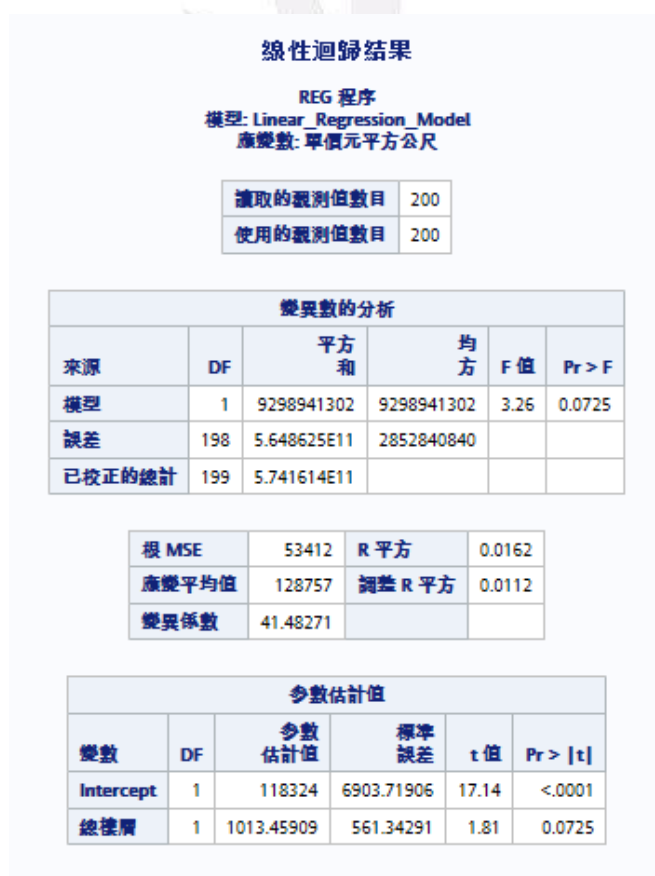 線性迴歸結果
REG 程序
模型: Linear_Regression_Model
應變數: 單價元平方公尺
讀取的觀測值數目 200
使用的觀測值數目 200
變異數的分析
來源 DF 平方和 均方 F 值 Pr > F
模型 1 9298941302 9298941302 3.26 0.0725
誤差 198 5.648625E11 2852840840
已校正的總計 199 5.741614E11
根 MSE 53412 R 平方 0.0162
應變平均值 128757 調整 R 平方 0.0112
變異係數 41.48271
參數估計值
變數 DF 參數估計值 標準誤差 t 值 Pr > |t|
Intercept 1 118324 6903.71906 17.14 <.0001
總樓層 1 1013.45909 561.34291 1.81 0.0725